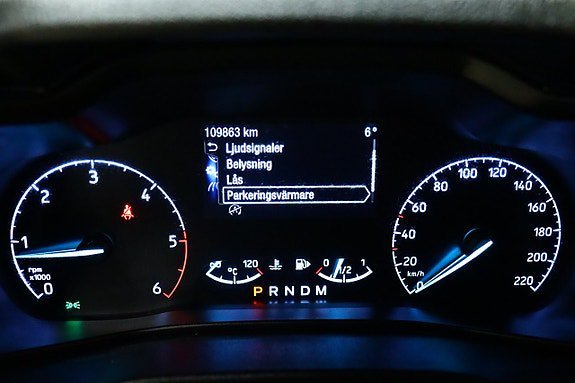 109863 km 6°
Ljudsignaler
Belysning
Lås
Parkeringsvärmare
0 1 2 3 4 5 6
rpm
x1000
120
°C
0 1/2 1
P R N D M
0 20 40 60 80 100 120 140 160 180 200 220
km/h